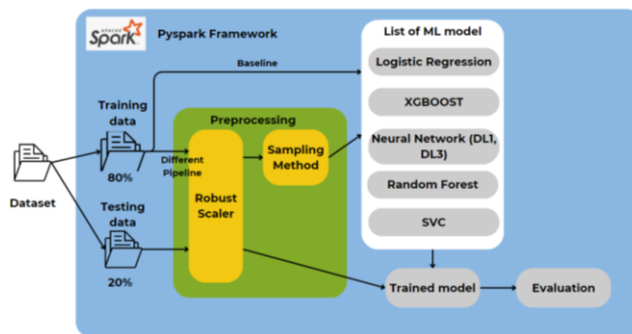 APACHE
Spark
Pyspark Framework
List of ML model
Baseline
Logistic Regression
XGBOOST
Neural Network (DL1,
DL3)
Random Forest
SVC
Training
data
80%
Preprocessing
Different
Pipeline
Sampling
Method
Robust
Scaler
Dataset
Testing
data
20%
Trained model
Evaluation